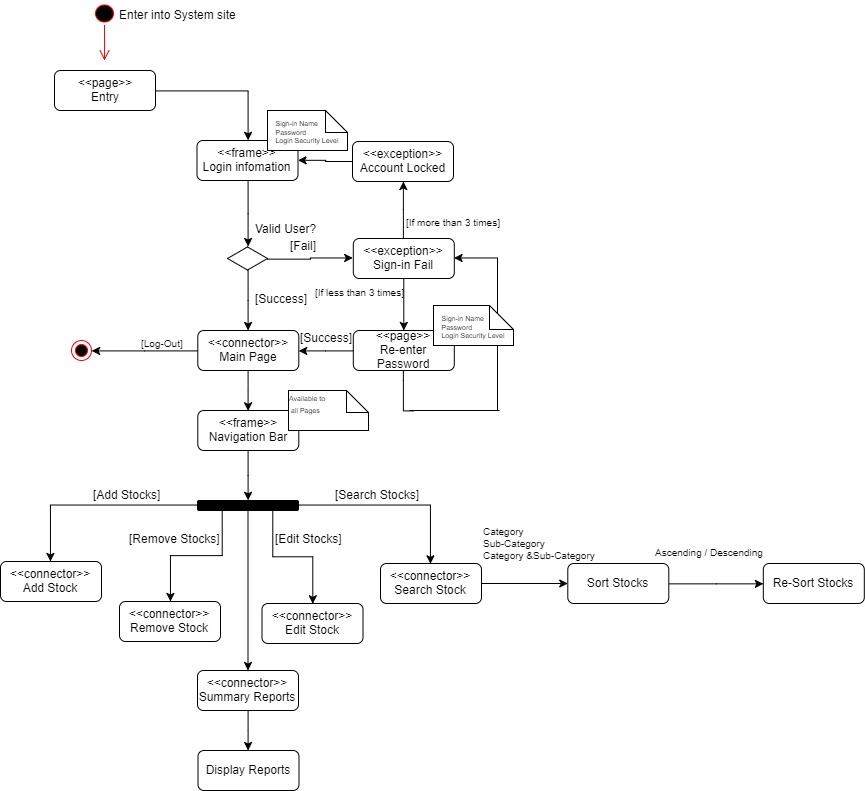 Enter into System site
<<page>>
Entry
Sign-in Name
Password
Login Security Level
<<frame>>
Login infomation
<<exception>>
Account Locked
[If more than 3 times]
Valid User?
[Fail]
<<exception>>
Sign-in Fail
[If less than 3 times]
[Success]
Sign-in Name
Password
Login Security Level
[Log-Out]
<<connector>>
Main Page
[Success]
<<page>>
Re-enter
Password
Available to
all Pages
<<frame>>
Navigation Bar
[Add Stocks]
[Search Stocks]
[Remove Stocks]
[Edit Stocks]
Category
Sub-Category
Category &Sub-Category
Ascending / Descending
<<connector>>
Add Stock
<<connector>>
Search Stock
Sort Stocks
Re-Sort Stocks
<<connector>>
Remove Stock
<<connector>>
Edit Stock
<<connector>>
Summary Reports
Display Reports